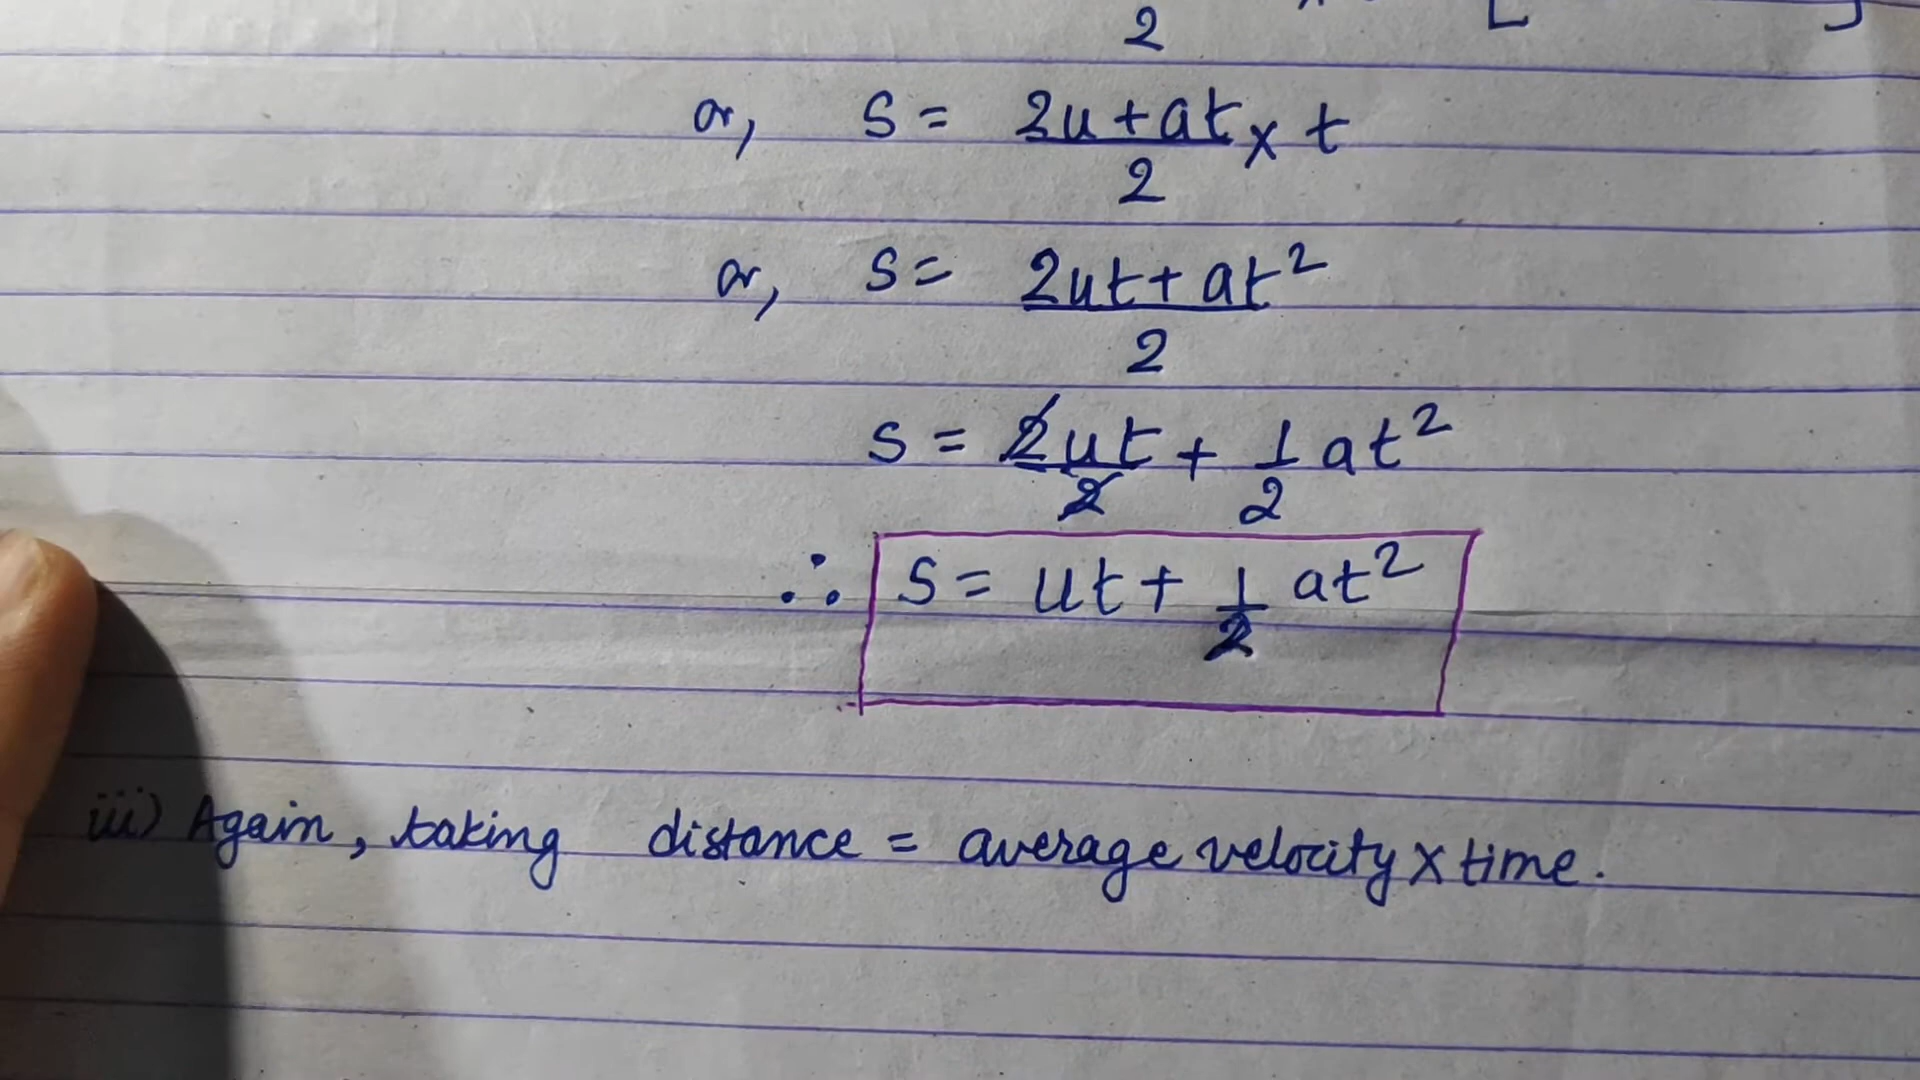 2 [ ]
or, s = 2u + at / 2 × t
or, s = 2ut + at² / 2
s = 2ut / 2 + 1/2 at²
∴ s = ut + 1/2 at²
iii) Again, taking distance = average velocity × time.